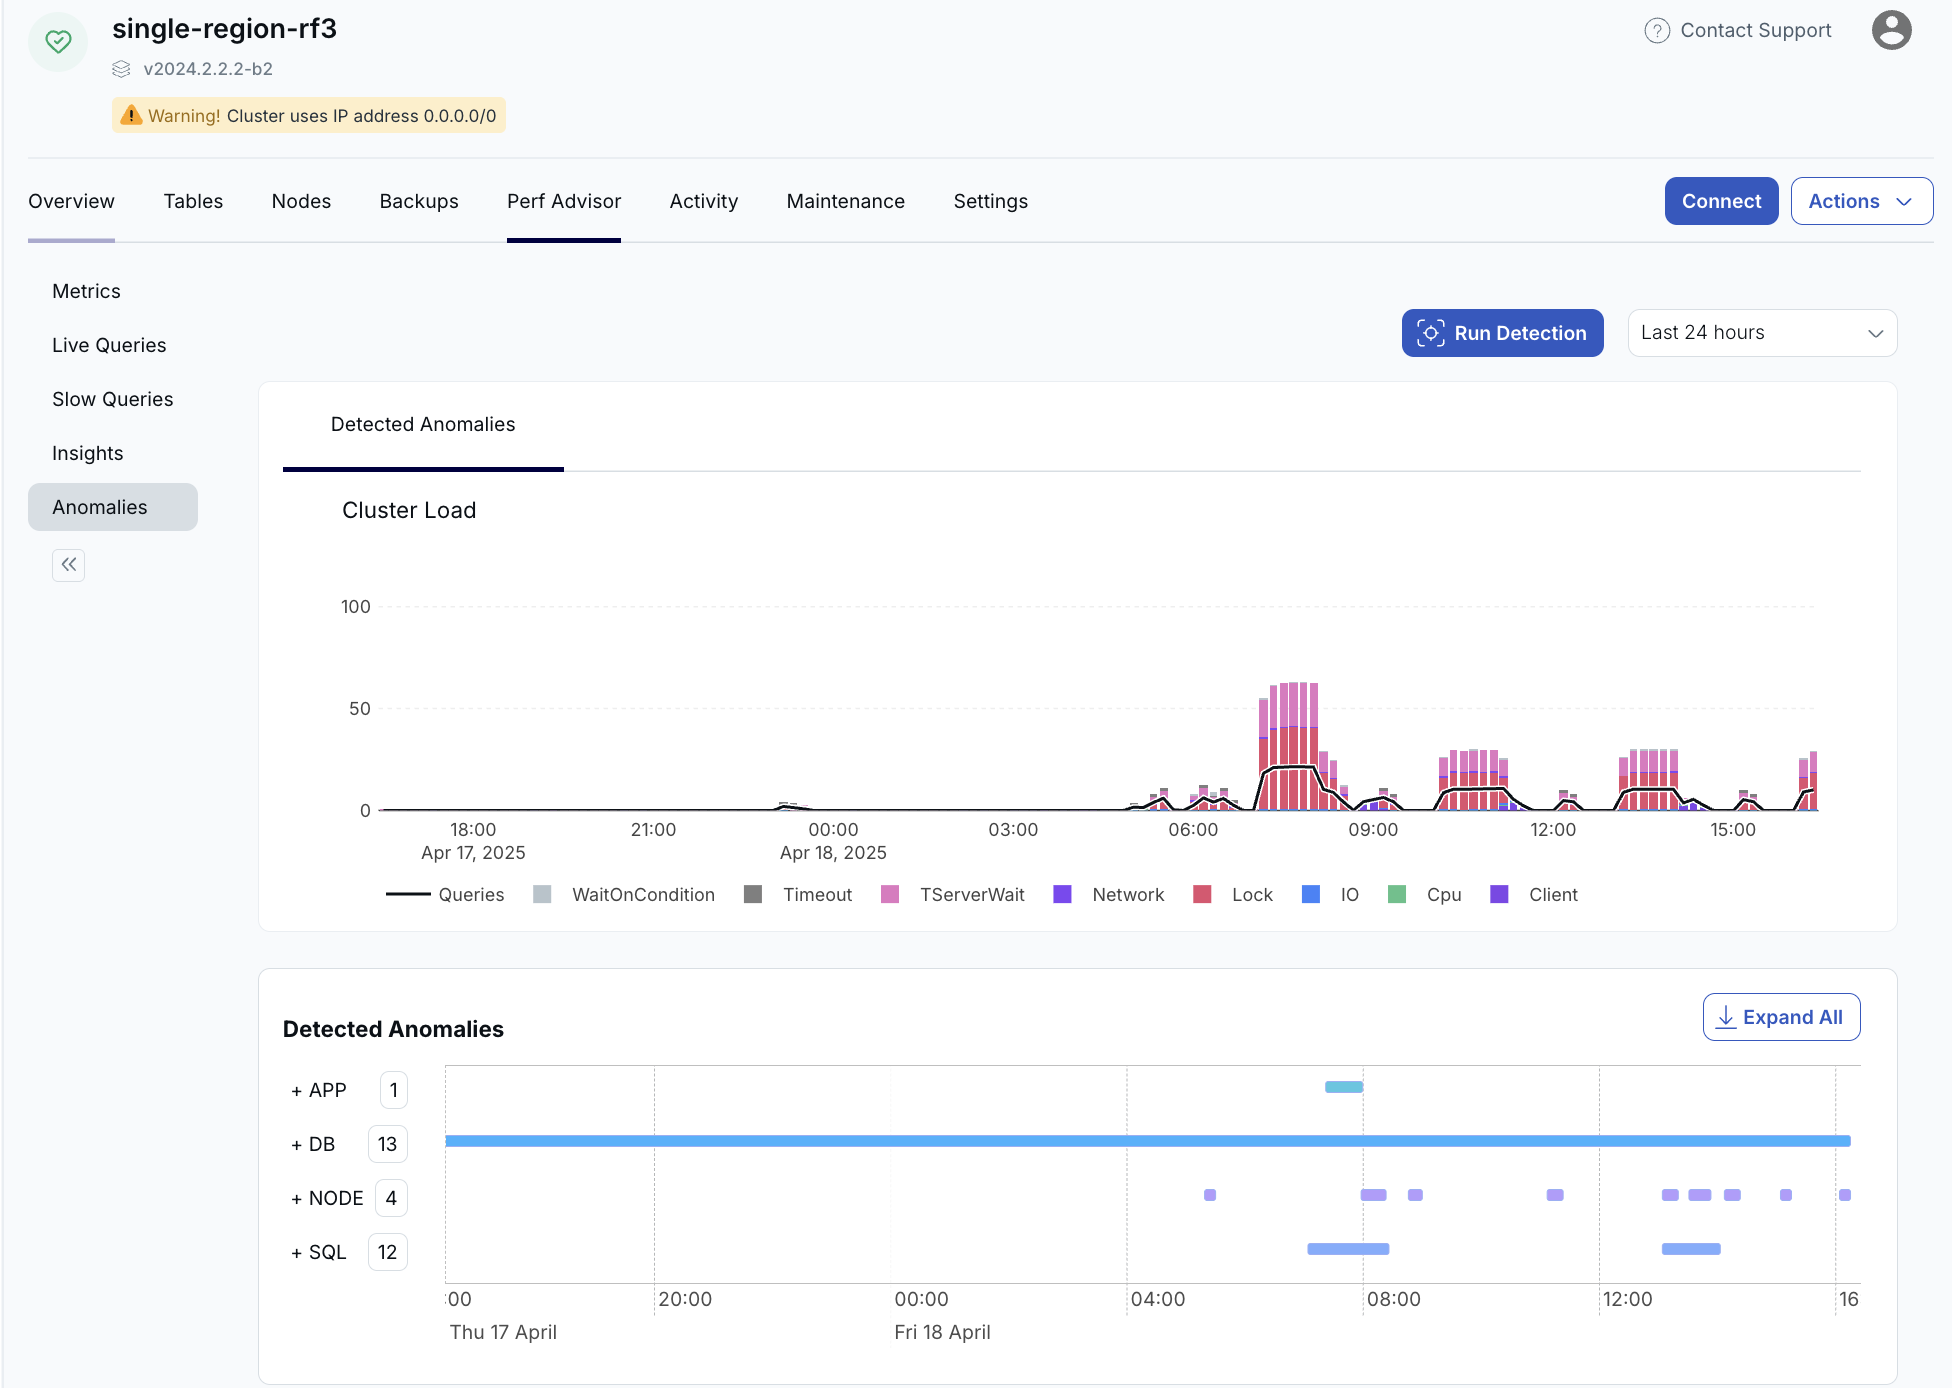 single-region-rf3
Contact Support
v2024.2.2.2-b2
Warning! Cluster uses IP address 0.0.0.0/0
Overview Tables Nodes Backups Perf Advisor Activity Maintenance Settings
Connect
Actions
Metrics
Live Queries
Slow Queries
Insights
Anomalies
Run Detection
Last 24 hours
Detected Anomalies
Cluster Load
100
50
0
18:00 21:00 00:00 03:00 06:00 09:00 12:00 15:00
Apr 17, 2025 Apr 18, 2025
Queries WaitOnCondition Timeout TServerWait Network Lock IO Cpu Client
Detected Anomalies
Expand All
+ APP 1
+ DB 13
+ NODE 4
+ SQL 12
:00 20:00 00:00 04:00 08:00 12:00 16
Thu 17 April Fri 18 April